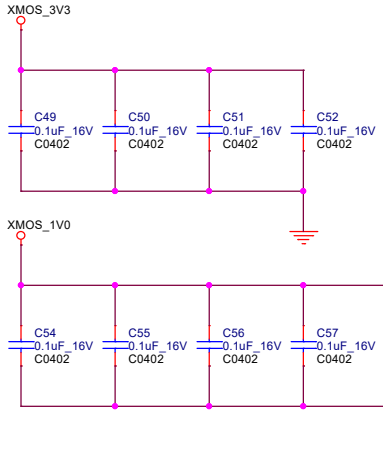 XMOS_3V3
C49
0.1uF_16V
C0402
C50
0.1uF_16V
C0402
C51
0.1uF_16V
C0402
C52
0.1uF_16V
C0402
XMOS_1V0
C54
0.1uF_16V
C0402
C55
0.1uF_16V
C0402
C56
0.1uF_16V
C0402
C57
0.1uF_16V
C0402